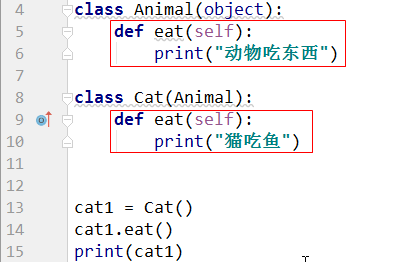 4 class Animal(object):
5     def eat(self):
6         print("动物吃东西")
7
8 class Cat(Animal):
9     def eat(self):
10         print("猫吃鱼")
11
12
13 cat1 = Cat()
14 cat1.eat()
15 print(cat1)